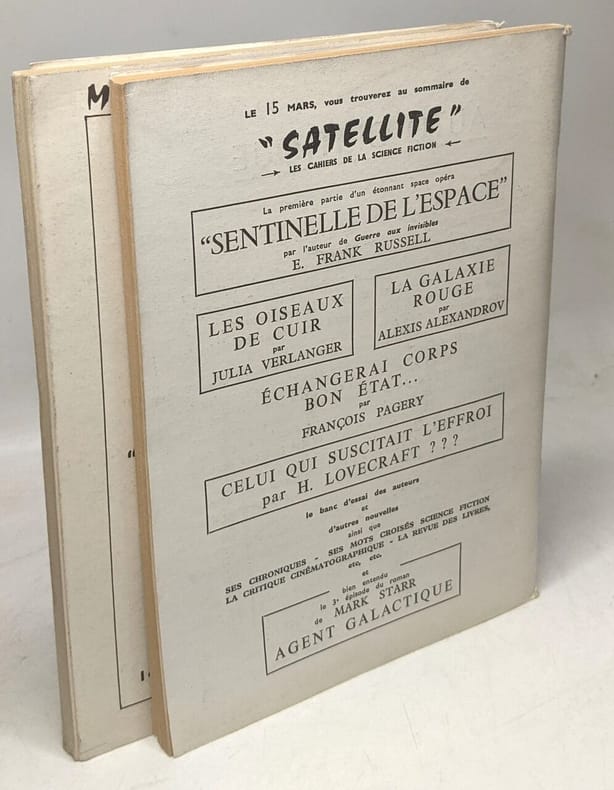 LE 15 MARS, vous trouverez au sommaire de
"SATELLITE"
LES CAHIERS DE LA SCIENCE FICTION
La première partie d'un étonnant space opéra
"SENTINELLE DE L'ESPACE"
par l'auteur de Guerre aux invisibles
E. FRANK RUSSELL
LES OISEAUX
DE CUIR
par
JULIA VERLANGER
LA GALAXIE
ROUGE
par
ALEXIS ALEXANDROV
ÉCHANGERAI CORPS
BON ÉTAT...
par
FRANÇOIS PAGERY
CELUI QUI SUSCITAIT L'EFFROI
par H. LOVECRAFT ???
le banc d'essai des auteurs
et
d'autres nouvelles
ainsi que
SES CHRONIQUES - SES MOTS CROISÉS SCIENCE FICTION
LA CRITIQUE CINÉMATOGRAPHIQUE - LA REVUE DES LIVRES,
etc, etc,
et
bien entendu
le 3e épisode du roman
de MARK STARR
AGENT GALACTIQUE
M